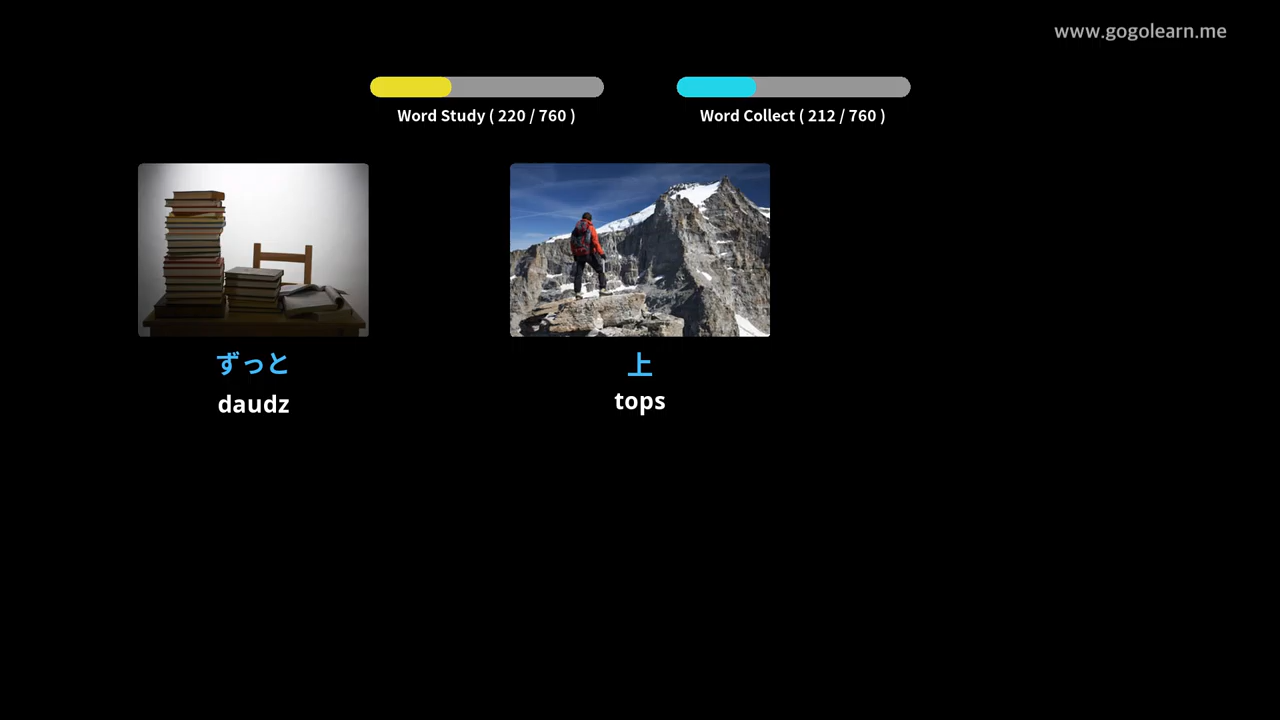 www.gogolearn.me
Word Study ( 220 / 760 )
Word Collect ( 212 / 760 )
ずっと
daudz
上
tops